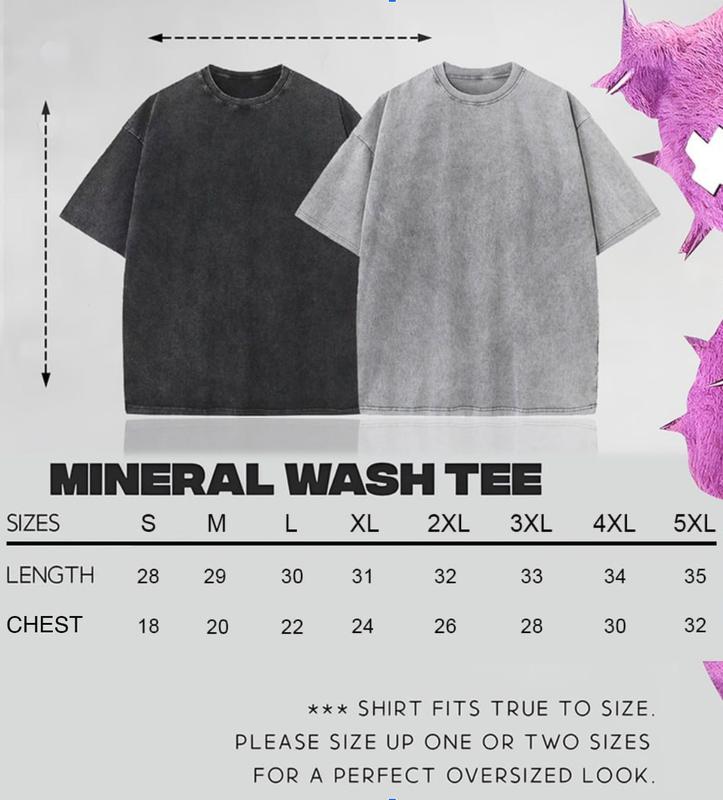 MINERAL WASH TEE
SIZES S M L XL 2XL 3XL 4XL 5XL
LENGTH 28 29 30 31 32 33 34 35
CHEST 18 20 22 24 26 28 30 32
*** SHIRT FITS TRUE TO SIZE.
PLEASE SIZE UP ONE OR TWO SIZES
FOR A PERFECT OVERSIZED LOOK.